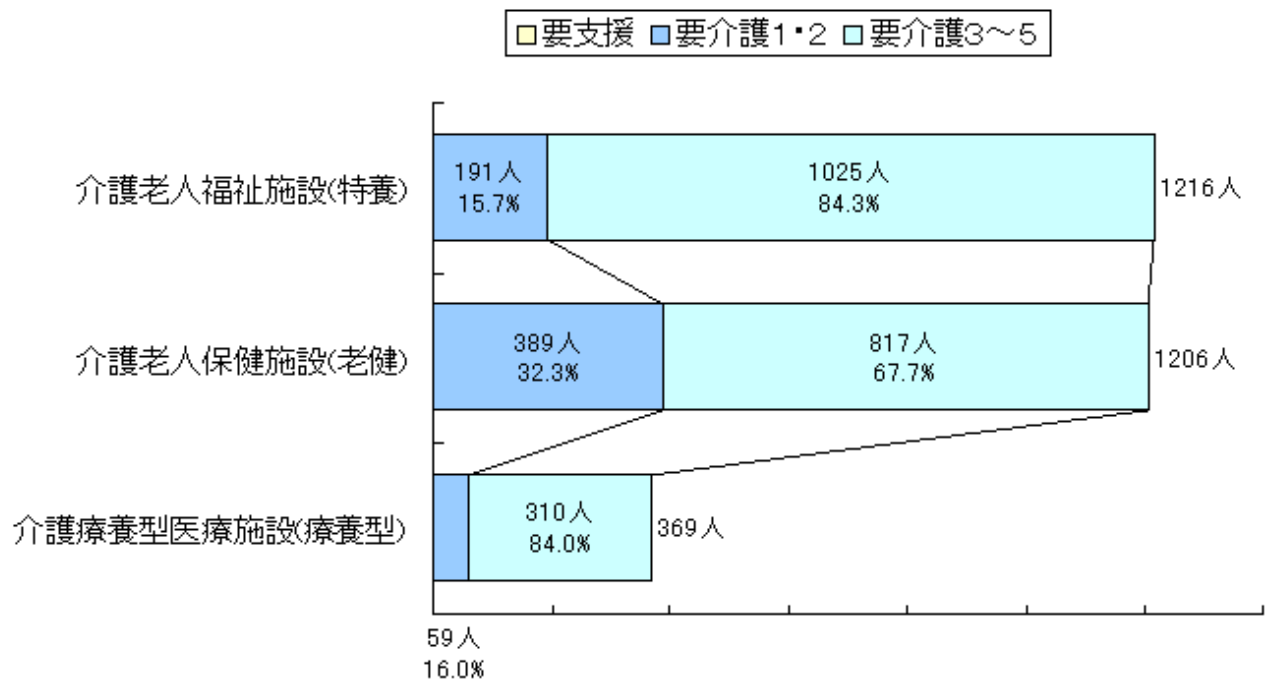 □要支援 □要介護1・2 □要介護3～5
介護老人福祉施設(特養)
191人
15.7%
1025人
84.3%
1216人
介護老人保健施設(老健)
389人
32.3%
817人
67.7%
1206人
介護療養型医療施設(療養型)
310人
84.0%
369人
59人
16.0%